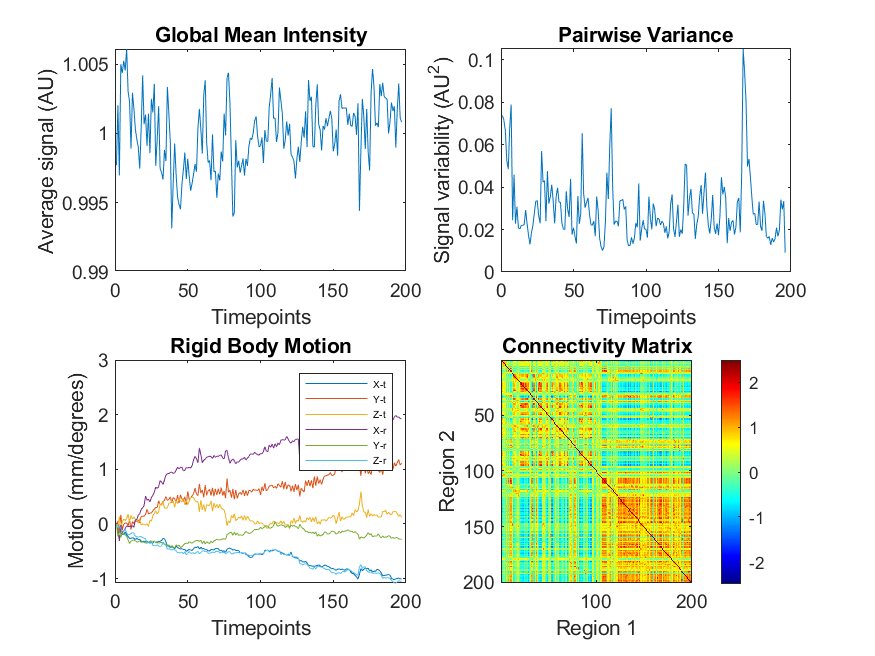 Global Mean Intensity
Average signal (AU)
1.005
1
0.995
0.99
0
50
100
150
200
Timepoints
Pairwise Variance
Signal variability (AU²)
0.1
0.08
0.06
0.04
0.02
0
0
50
100
150
200
Timepoints
Rigid Body Motion
Motion (mm/degrees)
3
2
1
0
-1
0
50
100
150
200
Timepoints
X-t
Y-t
Z-t
X-r
Y-r
Z-r
Connectivity Matrix
Region 2
50
100
150
200
100
200
Region 1
2
1
0
-1
-2